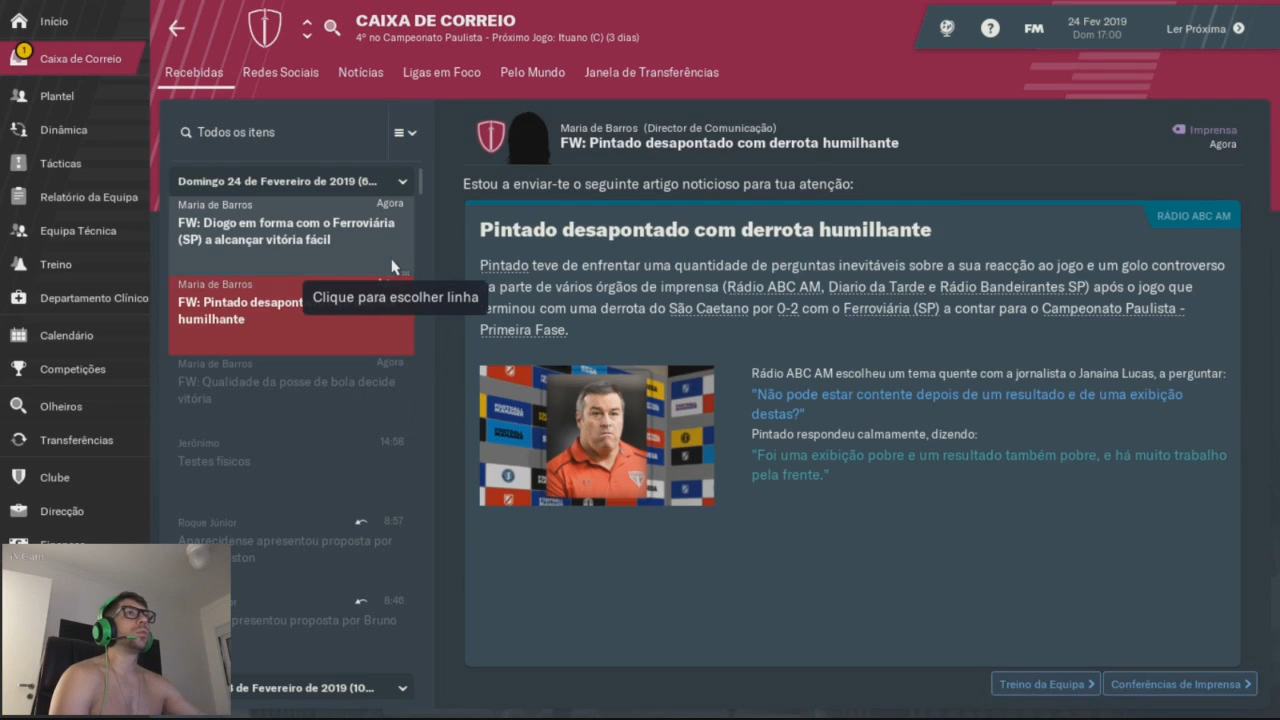 Início
CAIXA DE CORREIO
4º no Campeonato Paulista - Próximo Jogo: Ituano (C) (3 dias)
FM
24 Fev 2019
Dom 17:00
Ler Próxima
1
Caixa de Correio
Plantel
Dinâmica
Tácticas
Relatório da Equipa
Equipa Técnica
Treino
Departamento Clínico
Calendário
Competições
Olheiros
Transferências
Clube
Direcção
Recebidas
Redes Sociais
Notícias
Ligas em Foco
Pelo Mundo
Janela de Transferências
Todos os itens
Domingo 24 de Fevereiro de 2019 (6...
Maria de Barros Agora
FW: Diogo em forma com o Ferroviária
(SP) a alcançar vitória fácil
Maria de Barros
FW: Pintado desapont
humilhante
Clique para escolher linha
Maria de Barros Agora
FW: Qualidade da posse de bola decide
vitória
Jerônimo 14:58
Testes físicos
Roque Júnior 8:57
Aparecidense apresentou proposta por
8:46
presentou proposta por Bruno
de Fevereiro de 2019 (10...
Maria de Barros (Director de Comunicação)
FW: Pintado desapontado com derrota humilhante
Imprensa
Agora
Estou a enviar-te o seguinte artigo noticioso para tua atenção:
RÁDIO ABC AM
Pintado desapontado com derrota humilhante
Pintado teve de enfrentar uma quantidade de perguntas inevitáveis sobre a sua reacção ao jogo e um golo controverso
a parte de vários órgãos de imprensa (Rádio ABC AM, Diario da Tarde e Rádio Bandeirantes SP) após o jogo que
erminou com uma derrota do São Caetano por 0-2 com o Ferroviária (SP) a contar para o Campeonato Paulista -
Primeira Fase.
Rádio ABC AM escolheu um tema quente com a jornalista o Janaína Lucas, a perguntar:
"Não pode estar contente depois de um resultado e de uma exibição
destas?"
Pintado respondeu calmamente, dizendo:
"Foi uma exibição pobre e um resultado também pobre, e há muito trabalho
pela frente."
Treino da Equipa
Conferências de Imprensa